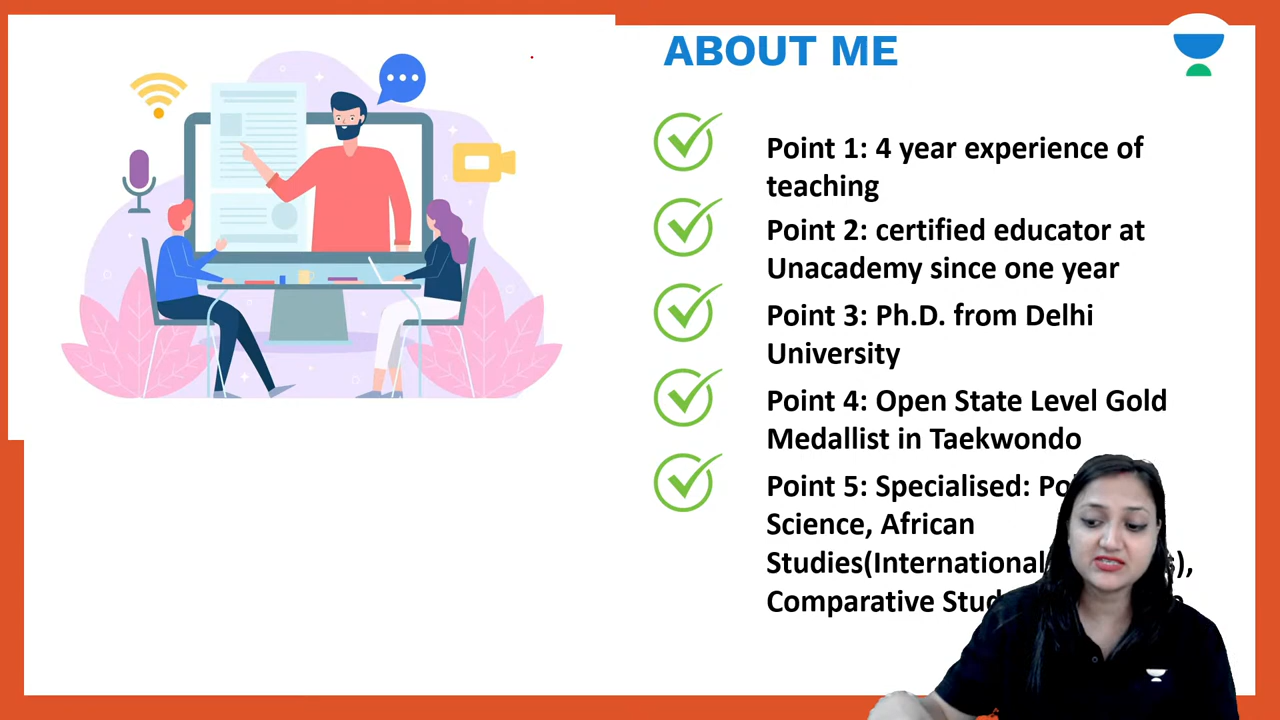 ABOUT ME
Point 1: 4 year experience of
teaching
Point 2: certified educator at
Unacademy since one year
Point 3: Ph.D. from Delhi
University
Point 4: Open State Level Gold
Medallist in Taekwondo
Point 5: Specialised:
Science, African
Studies(International
Comparative